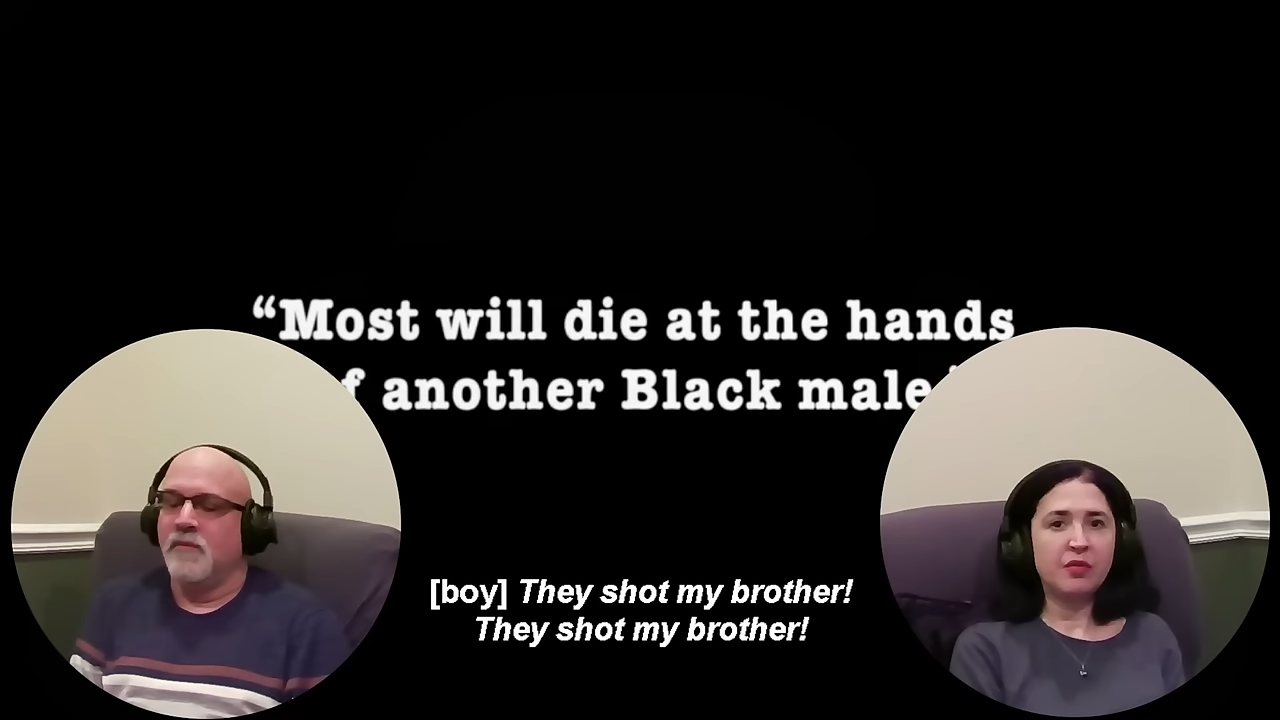 “Most will die at the hands
another Black male
[boy] They shot my brother!
They shot my brother!